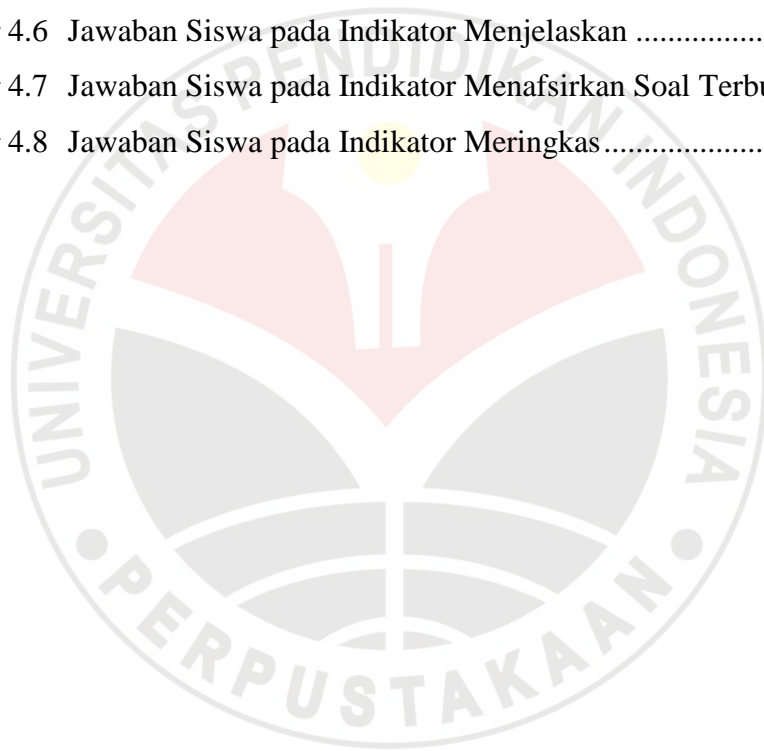 4.6 Jawaban Siswa pada Indikator Menjelaskan ................
4.7 Jawaban Siswa pada Indikator Menafsirkan Soal
4.8 Jawaban Siswa pada Indikator Meringkas....................
UNIVERSITAS PENDIDIKAN INDONESIA
PERPUSTAKAAN